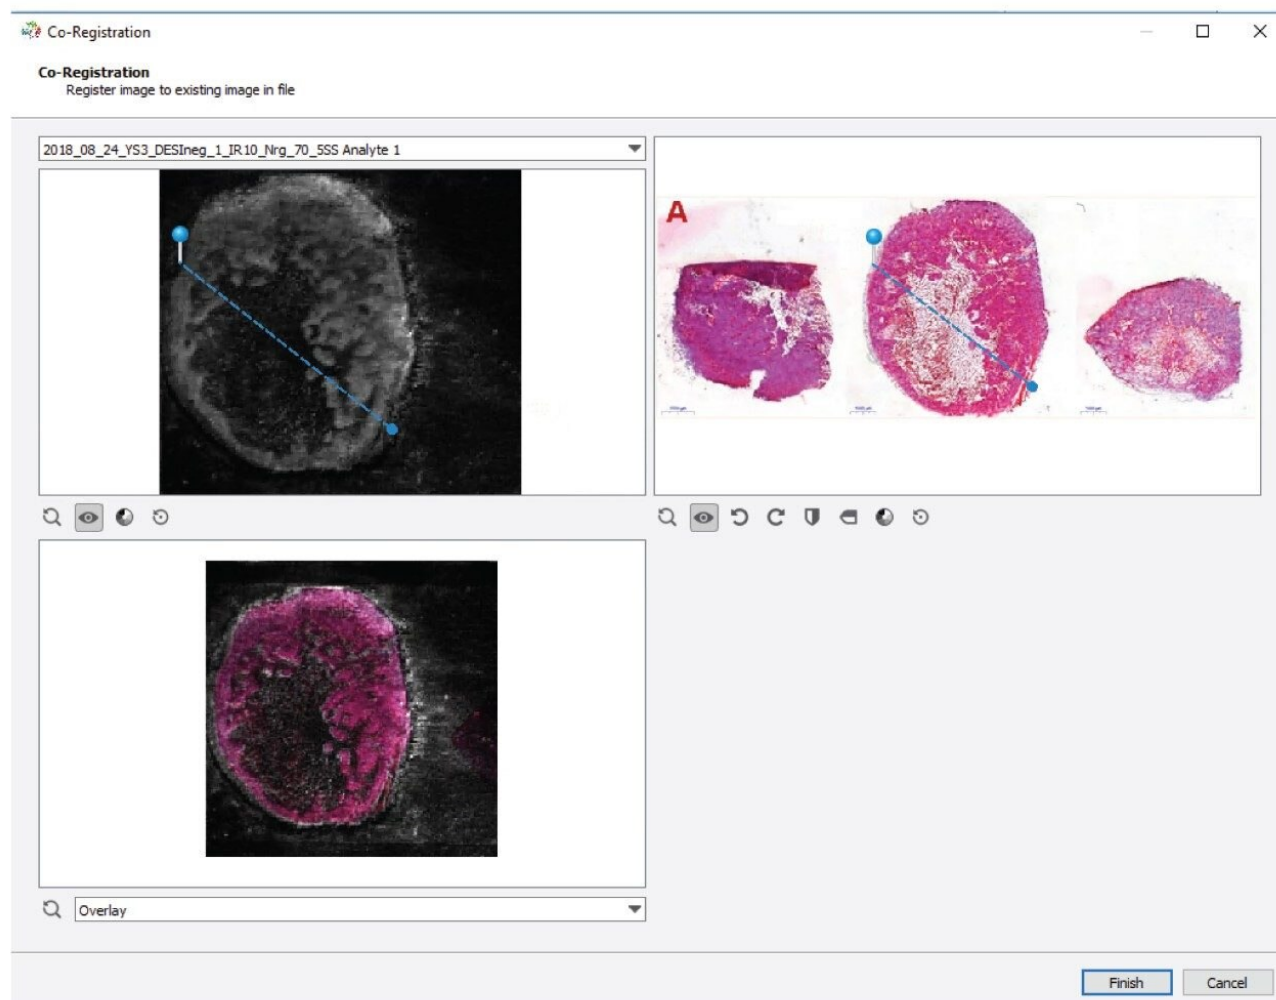 Co-Registration
Co-Registration
Register image to existing image in file
2018_08_24_YS3_DESIneg_1_IR10_Nrg_70_5SS Analyte 1
A
Overlay
Finish
Cancel